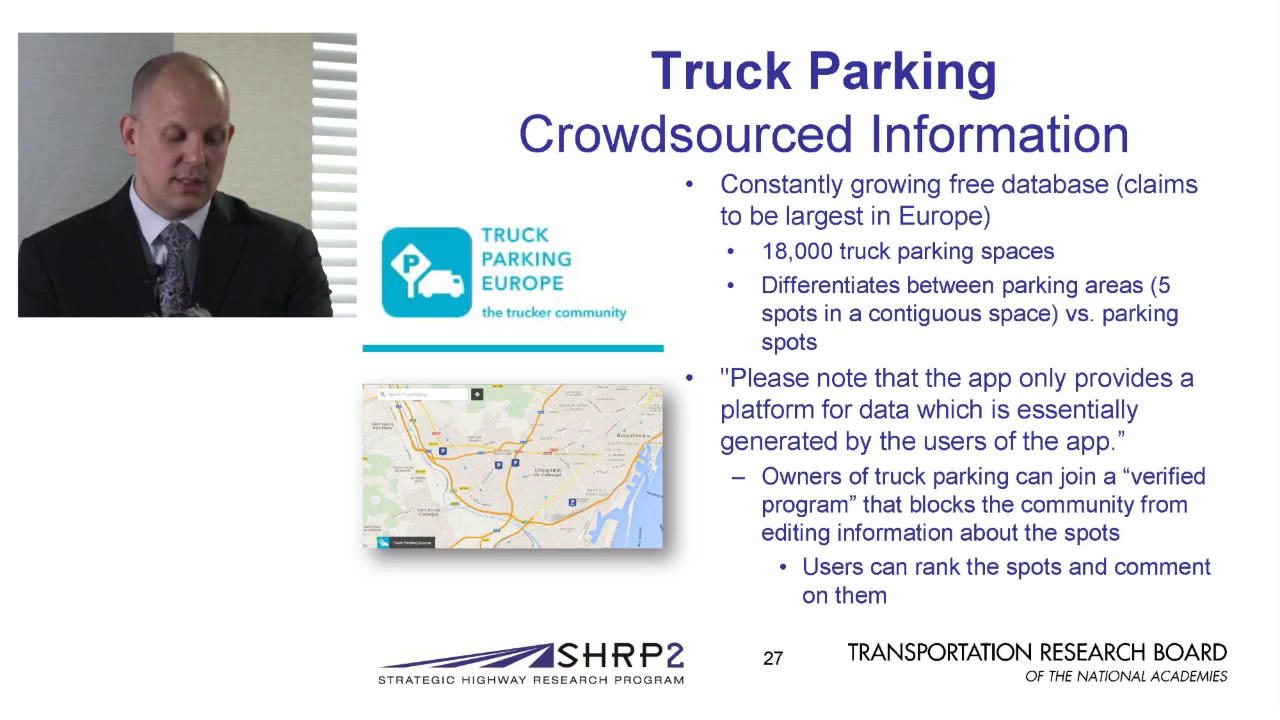 Truck Parking
Crowdsourced Information
TRUCK
PARKING
EUROPE
the trucker community
• Constantly growing free database (claims
to be largest in Europe)
• 18,000 truck parking spaces
• Differentiates between parking areas (5
spots in a contiguous space) vs. parking
spots
• "Please note that the app only provides a
platform for data which is essentially
generated by the users of the app.”
– Owners of truck parking can join a “verified
program” that blocks the community from
editing information about the spots
• Users can rank the spots and comment
on them
P
Truck Parking Europe
SHRP2
STRATEGIC HIGHWAY RESEARCH PROGRAM
27
TRANSPORTATION RESEARCH BOARD
OF THE NATIONAL ACADEMIES